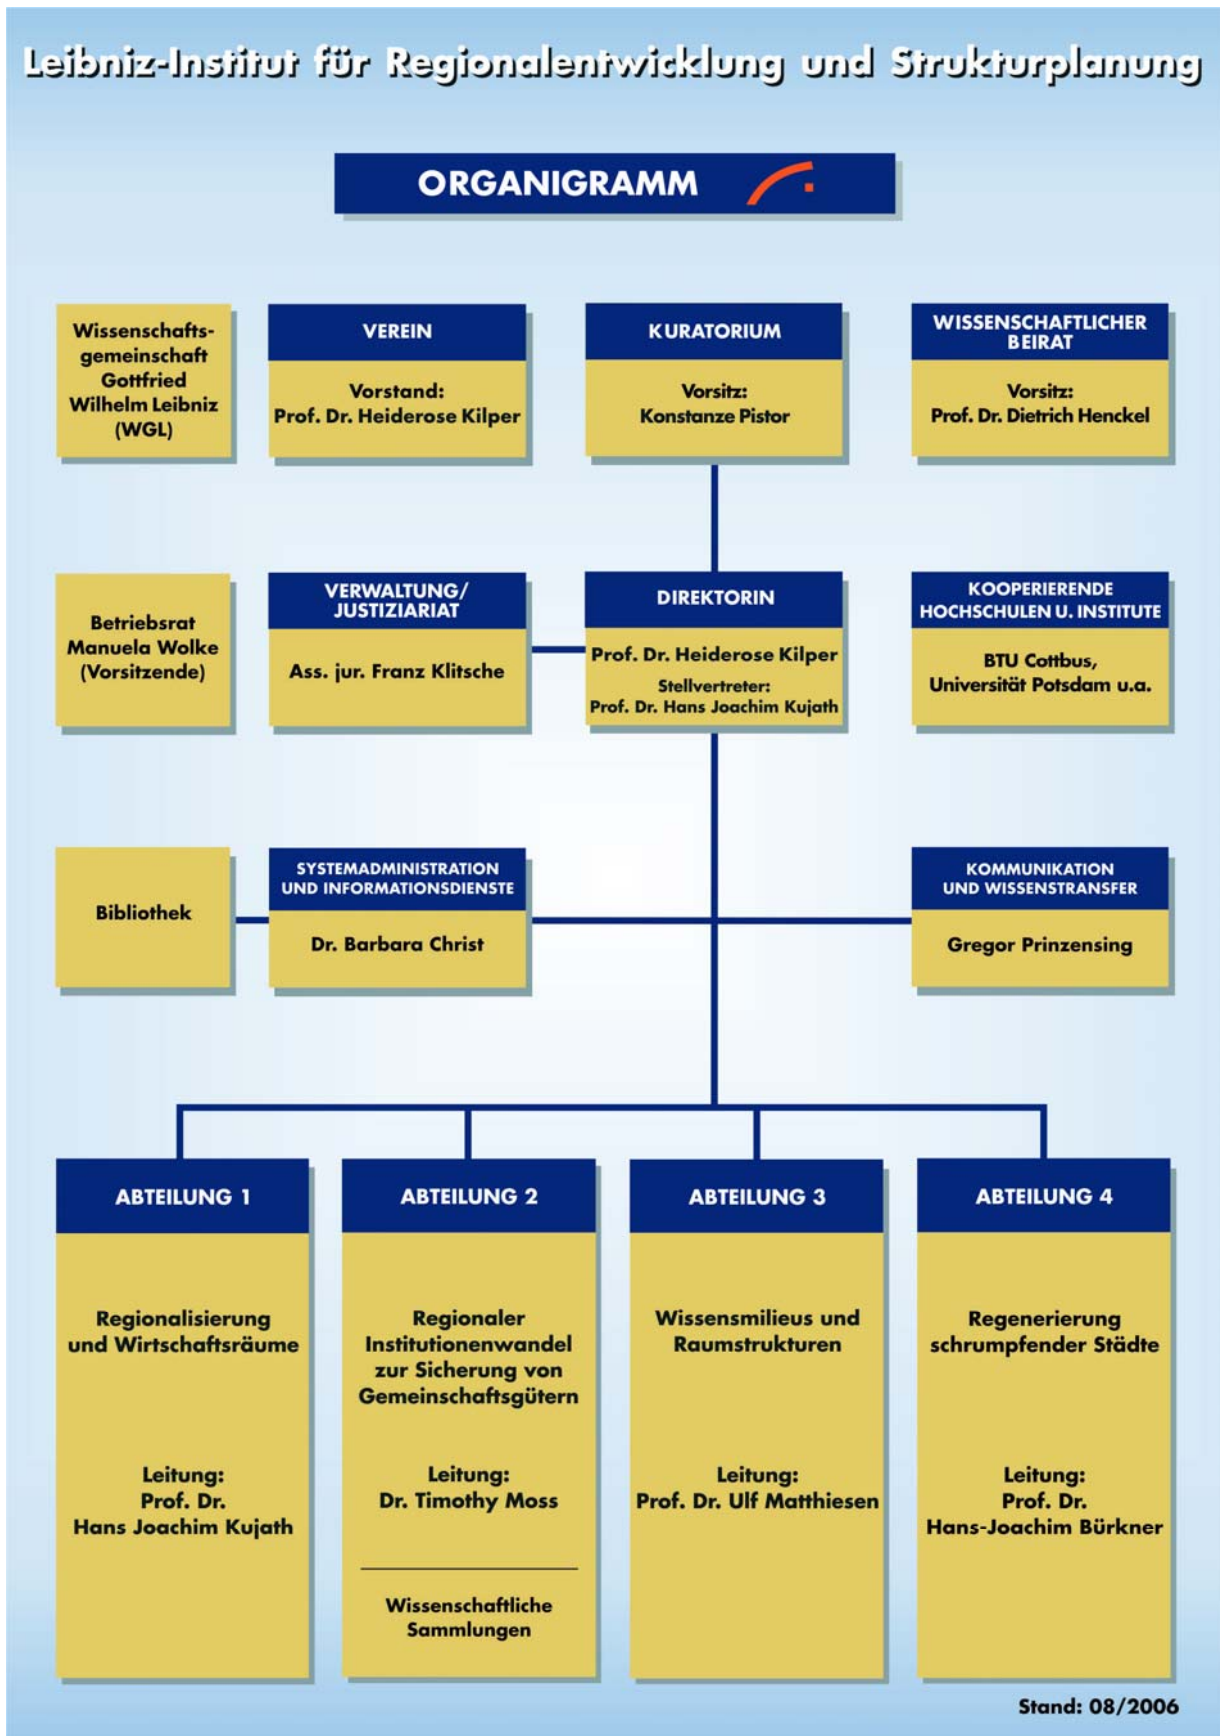 Leibniz-Institut für Regionalentwicklung und Strukturplanung
ORGANIGRAMM
Wissenschafts-
gemeinschaft
Gottfried
Wilhelm Leibniz
(WGL)
VEREIN
Vorstand:
Prof. Dr. Heiderose Kilper
KURATORIUM
Vorsitz:
Konstanze Pistor
WISSENSCHAFTLICHER
BEIRAT
Vorsitz:
Prof. Dr. Dietrich Henckel
Betriebsrat
Manuela Wolke
(Vorsitzende)
VERWALTUNG/
JUSTIZIARIAT
Ass. jur. Franz Klitsche
DIREKTORIN
Prof. Dr. Heiderose Kilper
Stellvertreter:
Prof. Dr. Hans Joachim Kujath
KOOPERIERENDE
HOCHSCHULEN U. INSTITUTE
BTU Cottbus,
Universität Potsdam u.a.
Bibliothek
SYSTEMADMINISTRATION
UND INFORMATIONSDIENSTE
Dr. Barbara Christ
KOMMUNIKATION
UND WISSENSTRANSFER
Gregor Prinzensing
ABTEILUNG 1
Regionalisierung
und Wirtschaftsräume
Leitung:
Prof. Dr.
Hans Joachim Kujath
ABTEILUNG 2
Regionaler
Institutionenwandel
zur Sicherung von
Gemeinschaftsgütern
Leitung:
Dr. Timothy Moss
Wissenschaftliche
Sammlungen
ABTEILUNG 3
Wissensmilieus und
Raumstrukturen
Leitung:
Prof. Dr. Ulf Matthiesen
ABTEILUNG 4
Regenerierung
schrumpfender Städte
Leitung:
Prof. Dr.
Hans-Joachim Bürkner
Stand: 08/2006